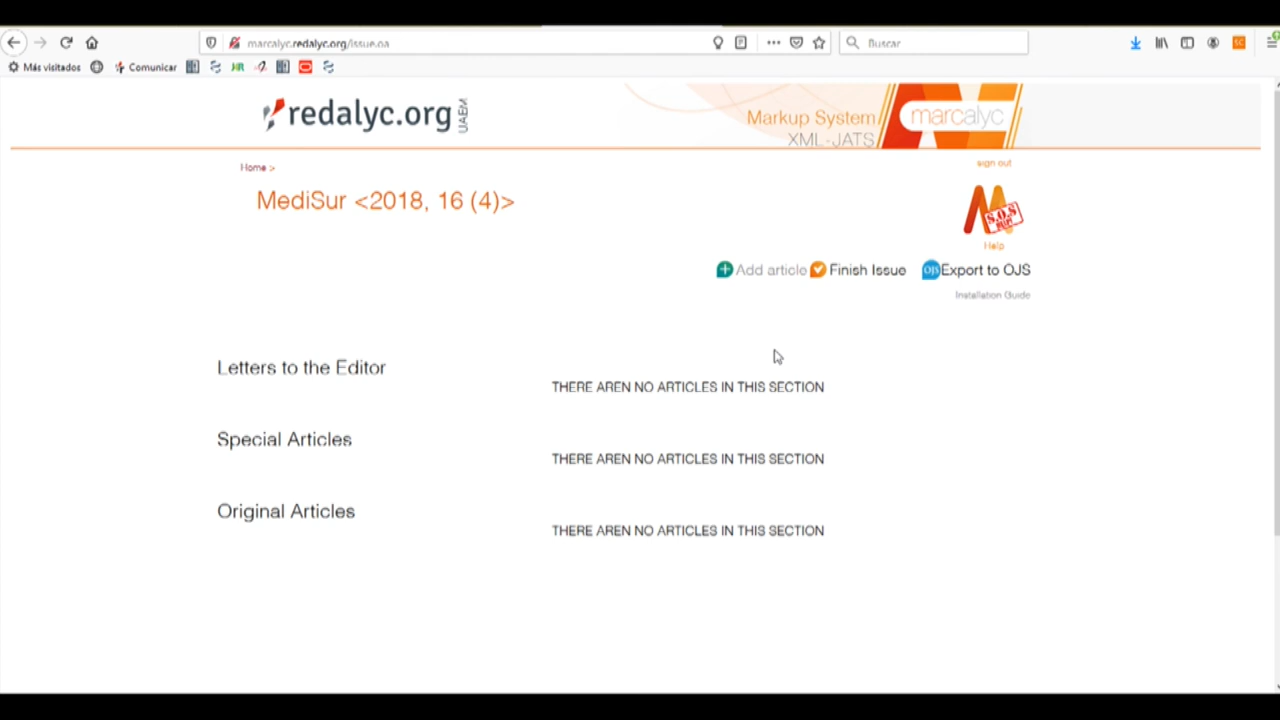 marcalyc.redalyc.org/issue.oa
Buscar
Más visitados
Comunicar
redalyc.org UAEM
Markup System
XML-JATS
marcalyc
Home >
sign out
MediSur <2018, 16 (4)>
S.O.S
Help
Add article Finish Issue OJS Export to OJS
Installation Guide
Letters to the Editor
THERE AREN NO ARTICLES IN THIS SECTION
Special Articles
THERE AREN NO ARTICLES IN THIS SECTION
Original Articles
THERE AREN NO ARTICLES IN THIS SECTION